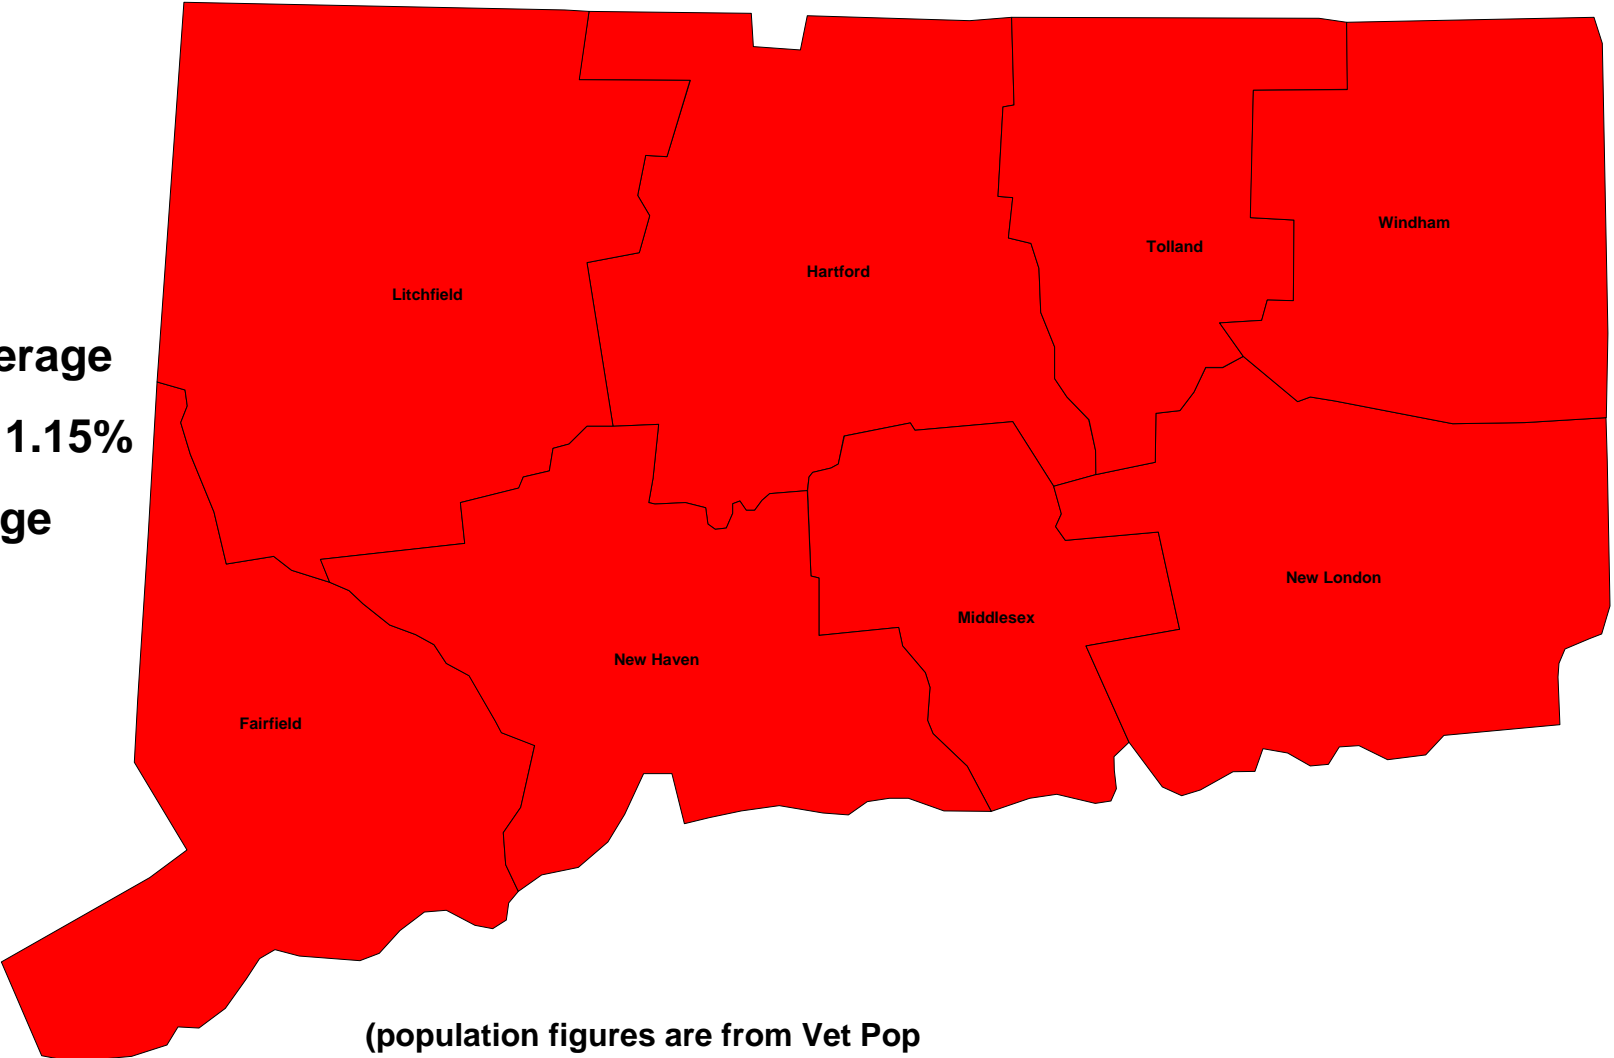 Windham
Tolland
Hartford
Litchfield
erage
1.15%
ge
New London
Middlesex
New Haven
Fairfield
(population figures are from Vet Pop